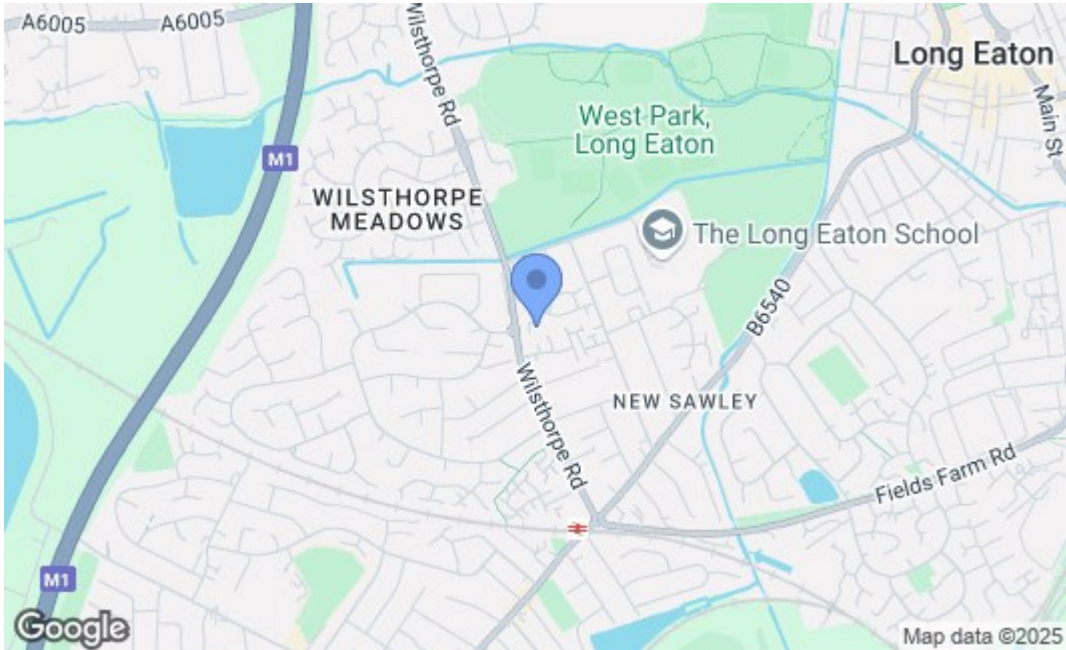 A6005
A6005
Wilsthorpe Rd
Long Eaton
Main St
West Park,
Long Eaton
M1
WILSTHORPE
MEADOWS
The Long Eaton School
B6540
Wilsthorpe Rd
NEW SAWLEY
Fields Farm Rd
M1
Google
Map data ©2025